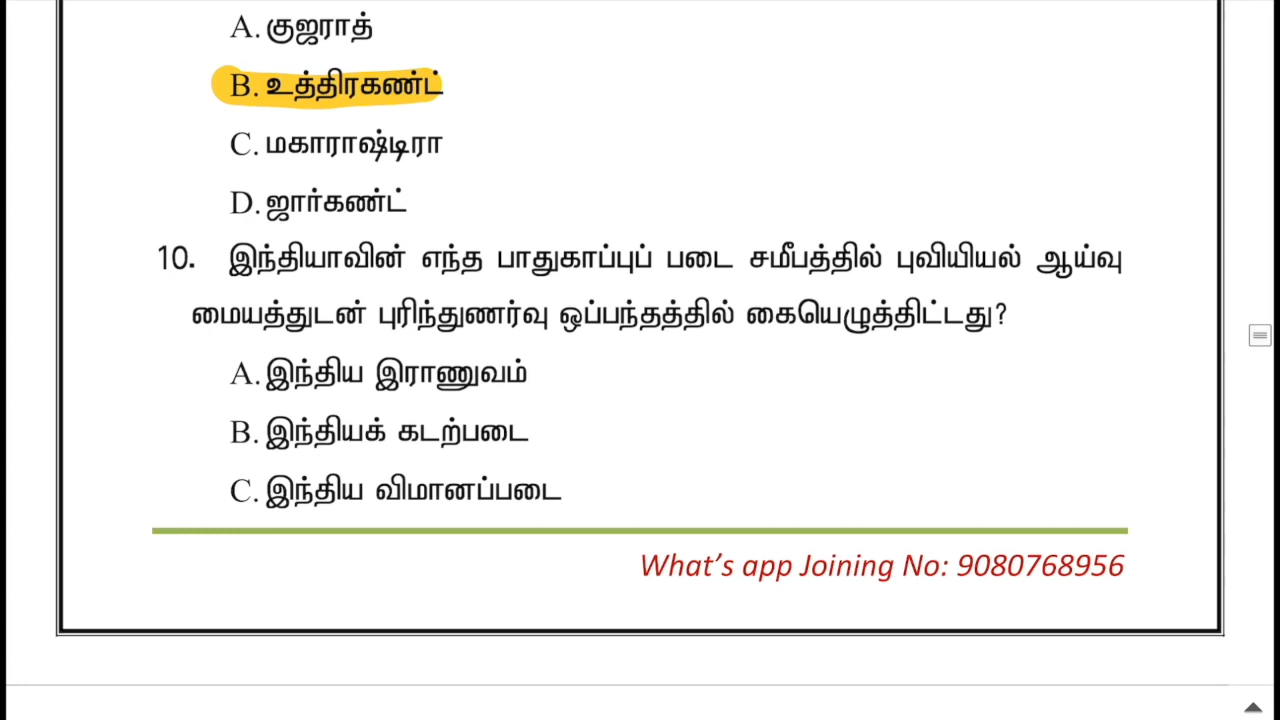 A. குஜராத்
B. உத்திரகண்ட்
C. மகாராஷ்டிரா
D. ஜார்கண்ட்
10. இந்தியாவின் எந்த பாதுகாப்புப் படை சமீபத்தில் புவியியல் ஆய்வு
மையத்துடன் புரிந்துணர்வு ஒப்பந்தத்தில் கையெழுத்திட்டது?
A. இந்திய இராணுவம்
B. இந்தியக் கடற்படை
C. இந்திய விமானப்படை
What's app Joining No: 9080768956